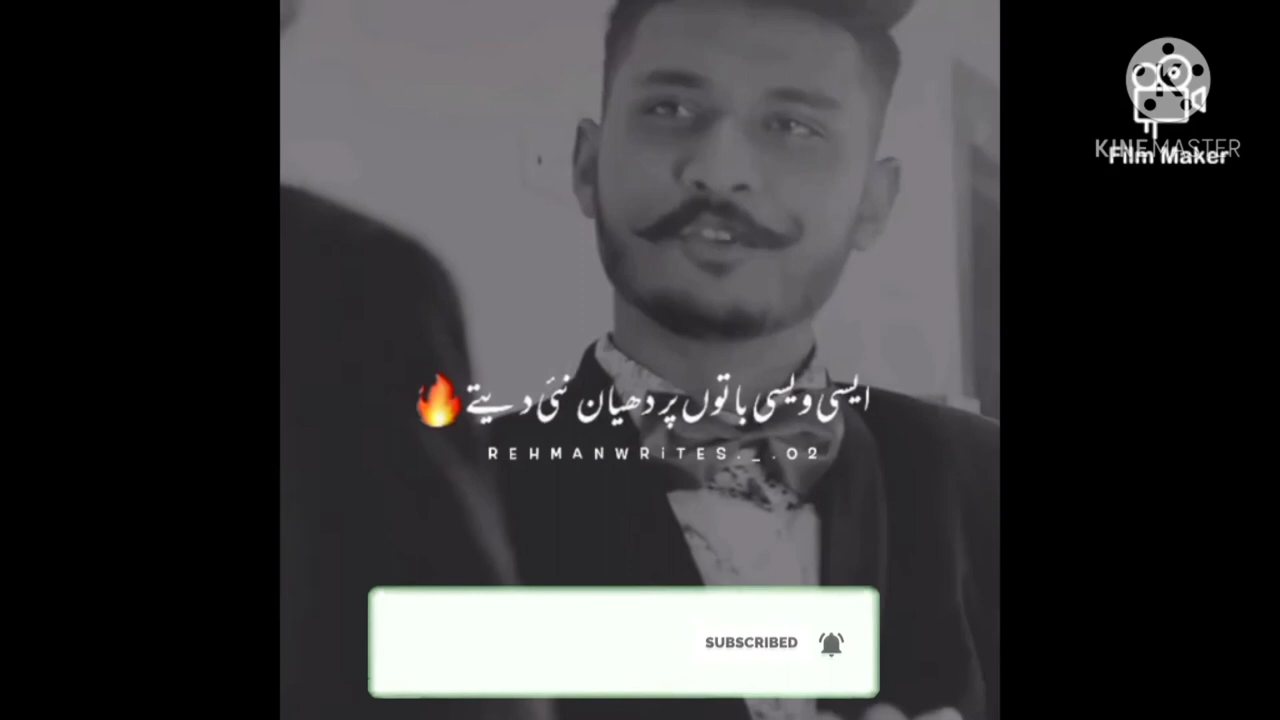 ایسی ویسی باتوں پر دھیان نئی دیتے🔥
REHMANWRiTES._.02
SUBSCRIBED
KINEMASTER
Film Maker